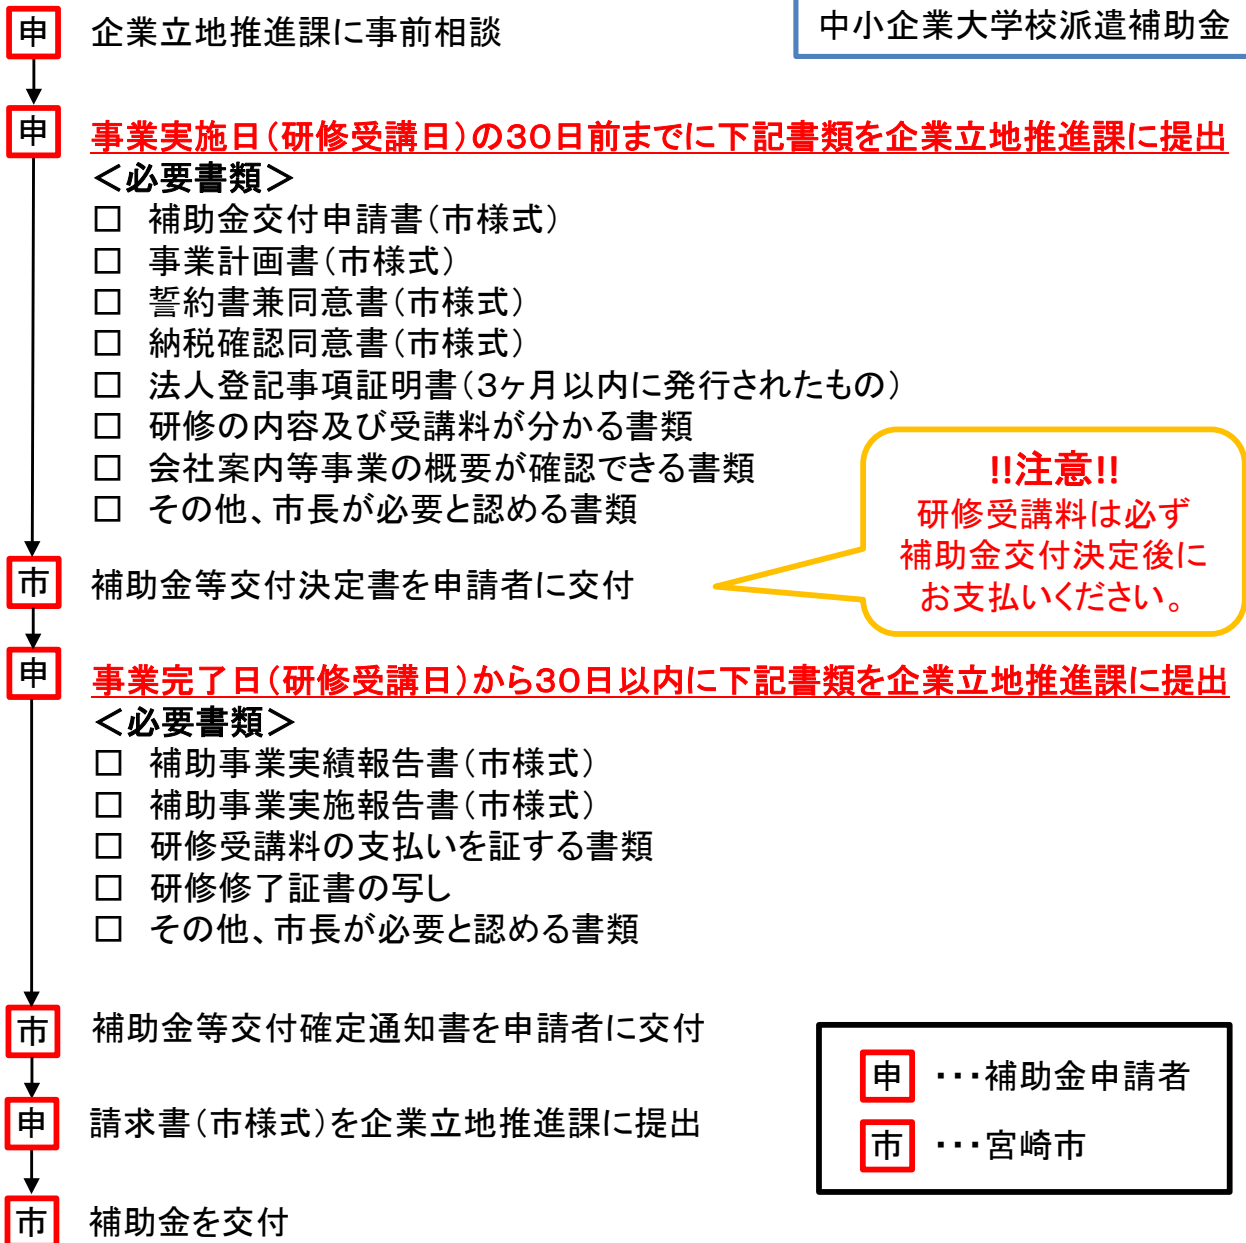 中小企業大学校派遣補助金
申 企業立地推進課に事前相談
申 事業実施日(研修受講日)の30日前までに下記書類を企業立地推進課に提出
<必要書類>
□ 補助金交付申請書(市様式)
□ 事業計画書(市様式)
□ 誓約書兼同意書(市様式)
□ 納税確認同意書(市様式)
□ 法人登記事項証明書(3ヶ月以内に発行されたもの)
□ 研修の内容及び受講料が分かる書類
□ 会社案内等事業の概要が確認できる書類
□ その他、市長が必要と認める書類
!!注意!!
研修受講料は必ず
補助金交付決定後に
お支払いください。
市 補助金等交付決定書を申請者に交付
申 事業完了日(研修受講日)から30日以内に下記書類を企業立地推進課に提出
<必要書類>
□ 補助事業実績報告書(市様式)
□ 補助事業実施報告書(市様式)
□ 研修受講料の支払いを証する書類
□ 研修修了証書の写し
□ その他、市長が必要と認める書類
市 補助金等交付確定通知書を申請者に交付
申 請求書(市様式)を企業立地推進課に提出
市 補助金を交付
申 ・・・補助金申請者
市 ・・・宮崎市